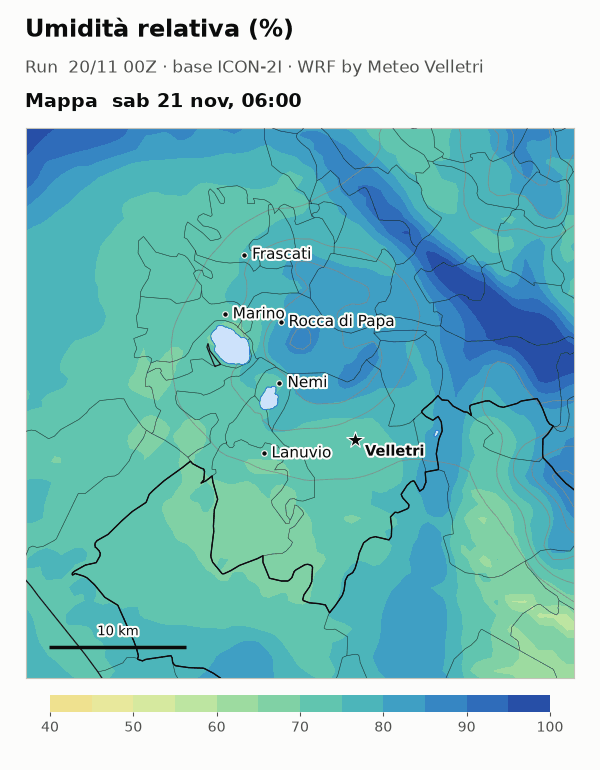 Umidità relativa (%)
Run 20/11 00Z · base ICON-2I · WRF by Meteo Velletri
Mappa sab 21 nov, 06:00
Frascati
Marino
Rocca di Papa
Nemi
Velletri
Lanuvio
10 km
40 50 60 70 80 90 100